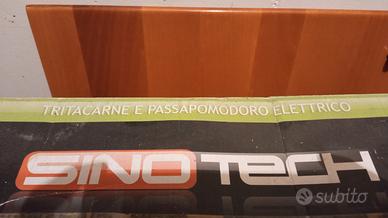 TRITACARNE E PASSAPOMODORO ELETTRICO
SINOTECH
subito